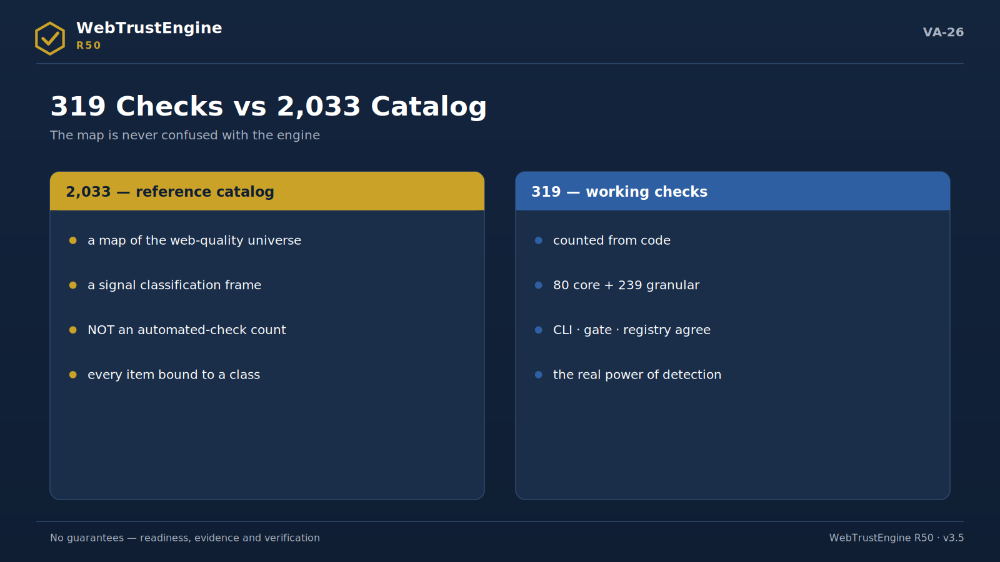 WebTrustEngine
R50
VA-26
319 Checks vs 2,033 Catalog
The map is never confused with the engine
2,033 — reference catalog
a map of the web-quality universe
a signal classification frame
NOT an automated-check count
every item bound to a class
319 — working checks
counted from code
80 core + 239 granular
CLI · gate · registry agree
the real power of detection
No guarantees — readiness, evidence and verification
WebTrustEngine R50 · v3.5